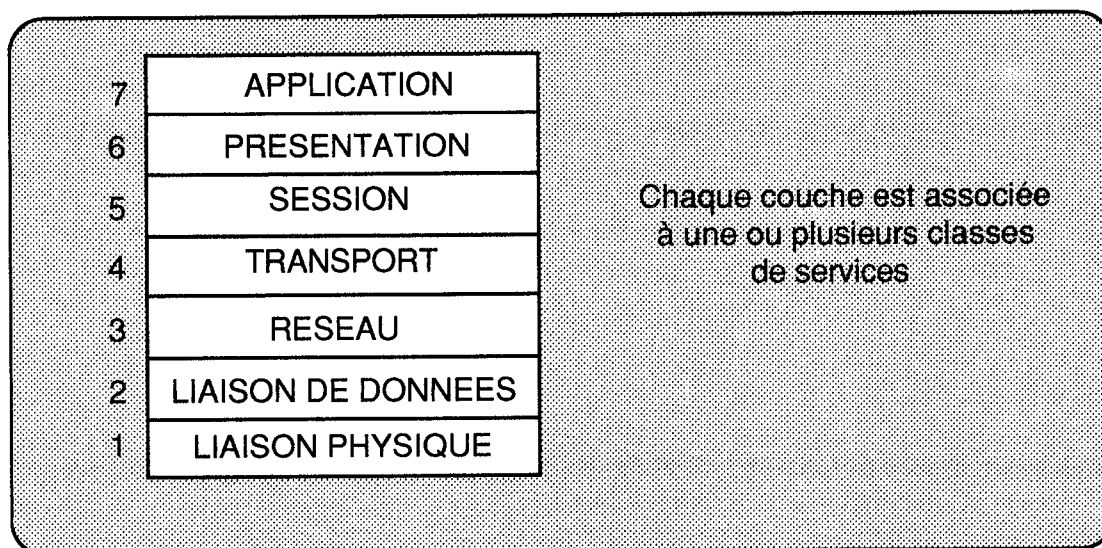 7 APPLICATION
6 PRESENTATION
5 SESSION
4 TRANSPORT
3 RESEAU
2 LIAISON DE DONNEES
1 LIAISON PHYSIQUE
Chaque couche est associée
à une ou plusieurs classes
de services